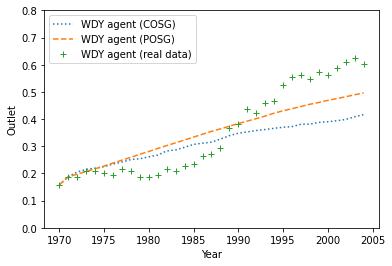 WDY agent (COSG)
WDY agent (POSG)
WDY agent (real data)
Outlet
0.8
0.7
0.6
0.5
0.4
0.3
0.2
0.1
0.0
1970 1975 1980 1985 1990 1995 2000 2005
Year